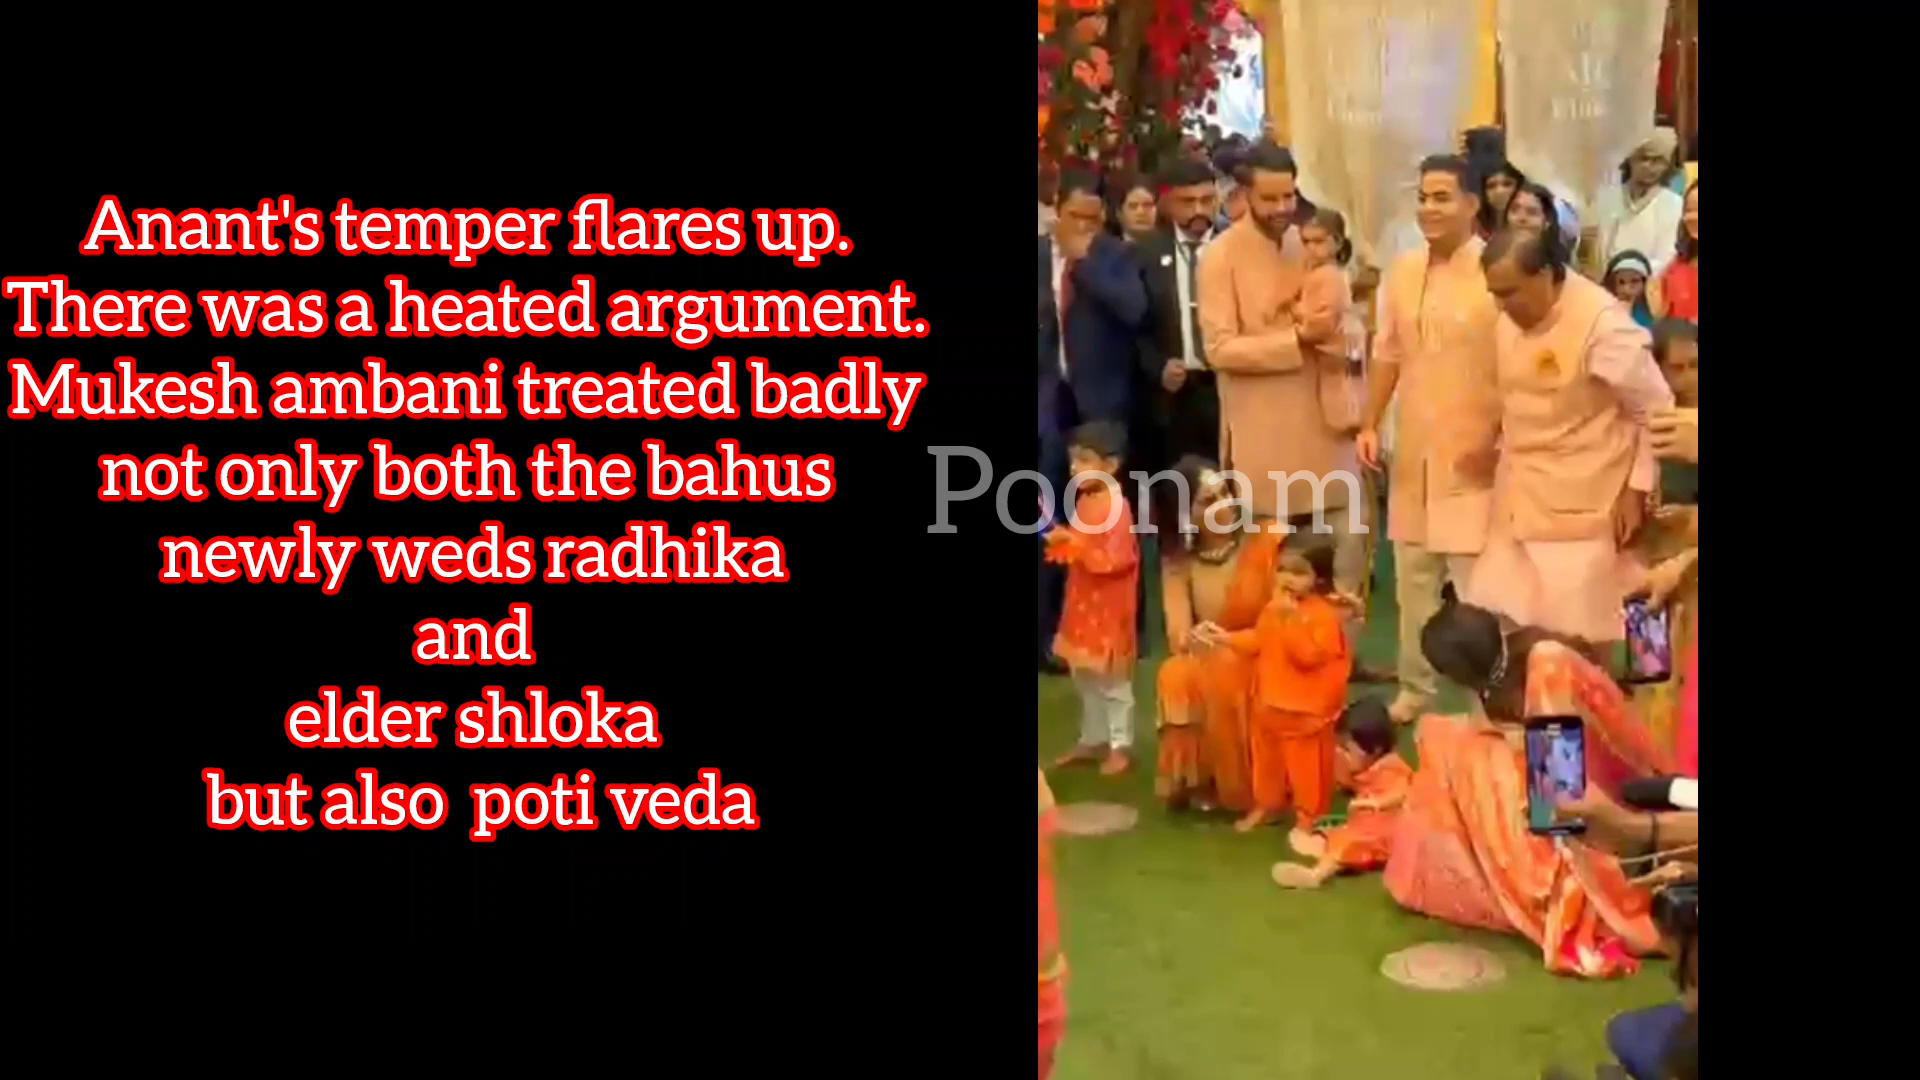 Anant's temper flares up.
There was a heated argument.
Mukesh ambani treated badly
not only both the bahus
newly weds radhika
and
elder shloka
but also poti veda
Poonam